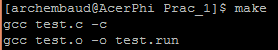 [archembaud@AcerPhi Prac_1]$ make
gcc test.c -c
gcc test.o -o test.run